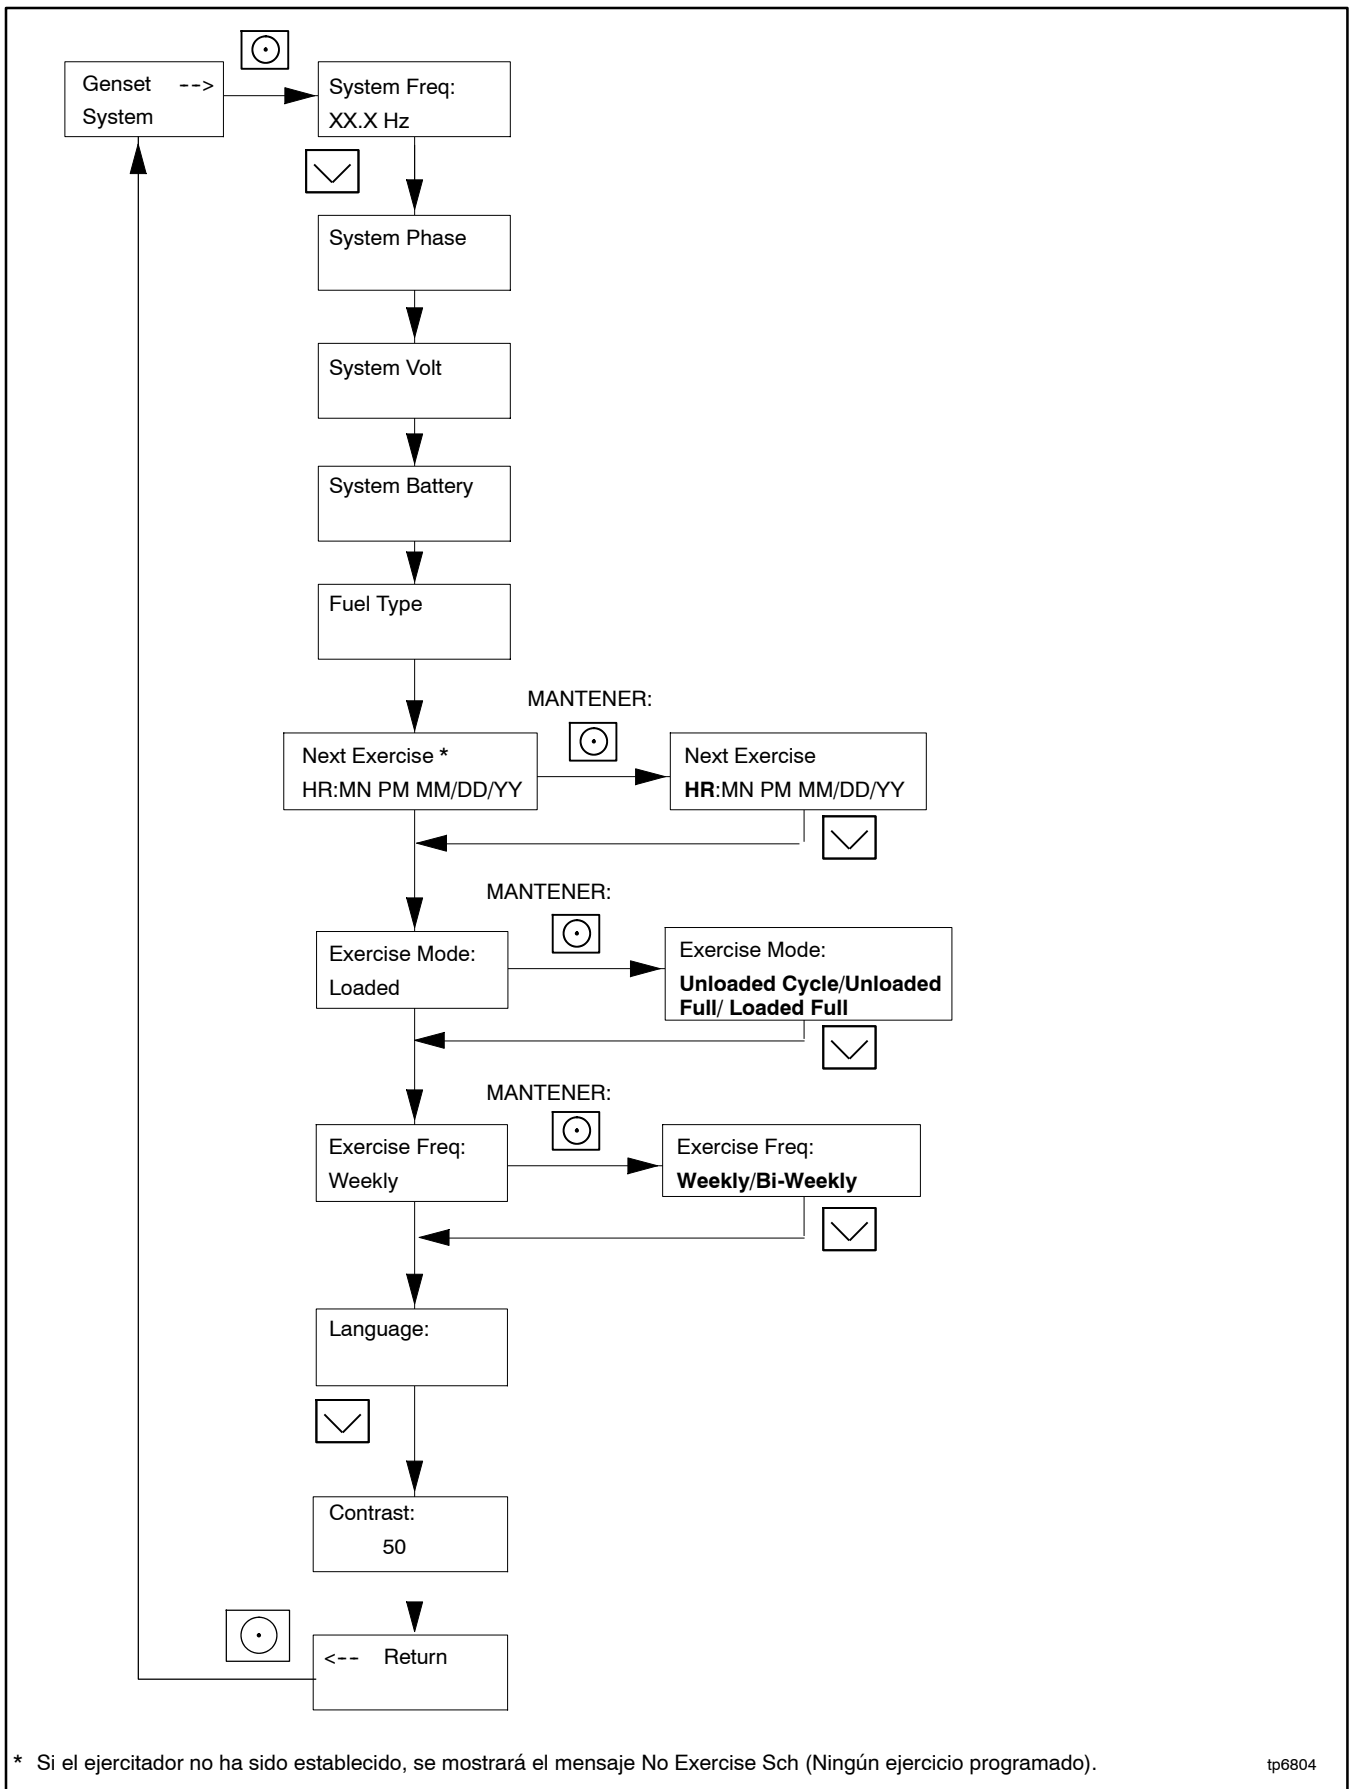 Genset -->
System
System Freq:
XX.X Hz
System Phase
System Volt
System Battery
Fuel Type
MANTENER:
Next Exercise *
HR:MN PM MM/DD/YY
Next Exercise
HR:MN PM MM/DD/YY
MANTENER:
Exercise Mode:
Loaded
Exercise Mode:
Unloaded Cycle/Unloaded
Full/ Loaded Full
MANTENER:
Exercise Freq:
Weekly
Exercise Freq:
Weekly/Bi-Weekly
Language:
Contrast:
50
<-- Return
* Si el ejercitador no ha sido establecido, se mostrará el mensaje No Exercise Sch (Ningún ejercicio programado).
tp6804